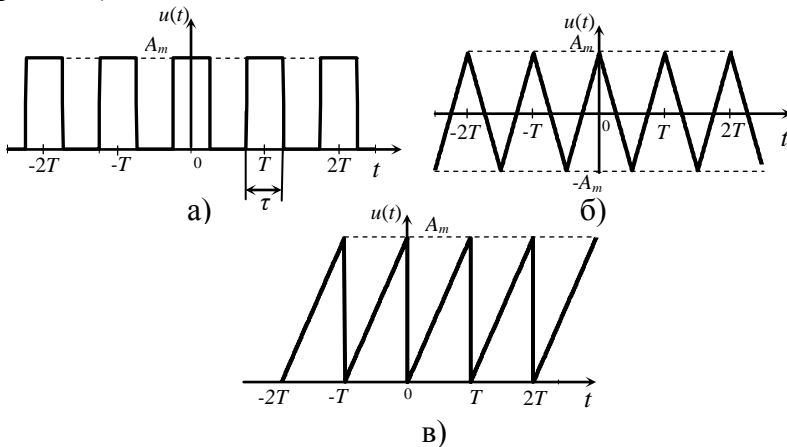 u(t)
A_m
-2T -T 0 T 2T t
τ
а)
u(t)
A_m
-2T -T 0 T 2T t
-A_m
б)
u(t)
A_m
-2T -T 0 T 2T t
в)